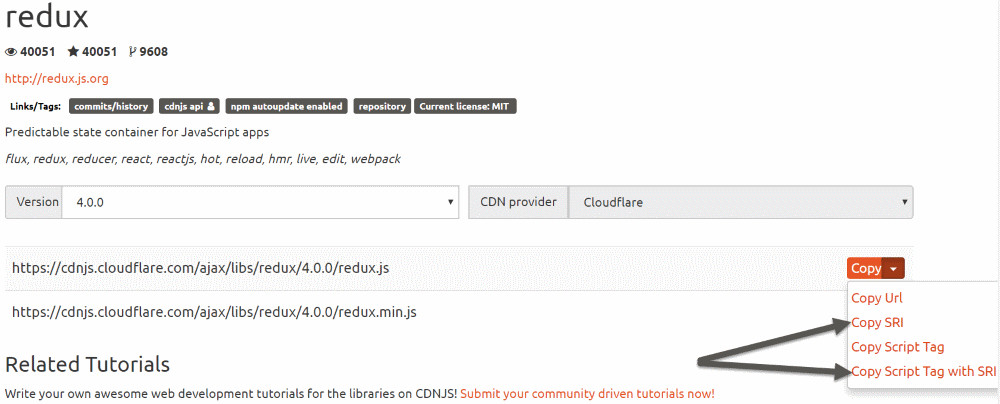 redux
40051 40051 9608
http://redux.js.org
Links/Tags: commits/history cdnjs api npm autoupdate enabled repository Current license: MIT
Predictable state container for JavaScript apps
flux, redux, reducer, react, reactjs, hot, reload, hmr, live, edit, webpack
Version 4.0.0 CDN provider Cloudflare
https://cdnjs.cloudflare.com/ajax/libs/redux/4.0.0/redux.js Copy
Copy Url
https://cdnjs.cloudflare.com/ajax/libs/redux/4.0.0/redux.min.js
Copy SRI
Copy Script Tag
Related Tutorials
Copy Script Tag with SRI
Write your own awesome web development tutorials for the libraries on CDNJS! Submit your community driven tutorials now!